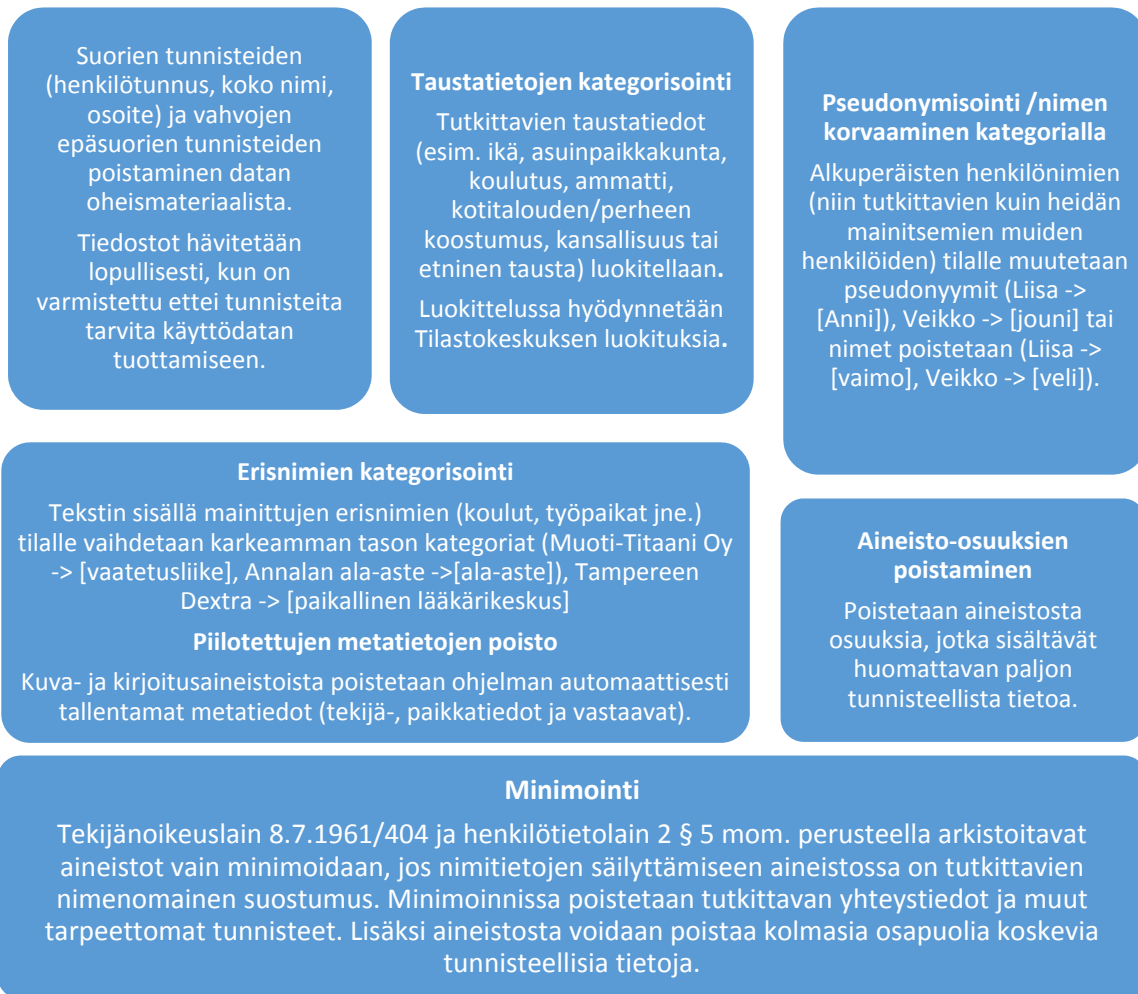 Suorien tunnisteiden
(henkilötunnus, koko nimi,
osoite) ja vahvojen
epäsuorien tunnisteiden
poistaminen datan
oheismateriaalista.
Tiedostot hävitetään
lopullisesti, kun on
varmistettu ettei tunnisteita
tarvita käyttödatan
tuottamiseen.
Taustatietojen kategorisointi
Tutkittavien taustatiedot
(esim. ikä, asuinpaikkakunta,
koulutus, ammatti,
kotitalouden/perheen
koostumus, kansallisuus tai
etninen tausta) luokitellaan.
Luokittelussa hyödynnetään
Tilastokeskuksen luokituksia.
Pseudonymisointi /nimen
korvaaminen kategorialla
Alkuperäisten henkilönimien
(niin tutkittavien kuin heidän
mainitsemien muiden
henkilöiden) tilalle muutetaan
pseudonyymit (Liisa ->
[Anni]), Veikko -> [jouni] tai
nimet poistetaan (Liisa ->
[vaimo], Veikko -> [veli]).
Erisnimien kategorisointi
Tekstin sisällä mainittujen erisnimien (koulut, työpaikat jne.)
tilalle vaihdetaan karkeamman tason kategoriat (Muoti-Titaani Oy
-> [vaatetusliike], Annalan ala-aste ->[ala-aste]), Tampereen
Dextra -> [paikallinen lääkärikeskus]
Piilotettujen metatietojen poisto
Kuva- ja kirjoitusaineistoista poistetaan ohjelman automaattisesti
tallentamat metatiedot (tekijä-, paikkatiedot ja vastaavat).
Aineisto-osuuksien
poistaminen
Poistetaan aineistosta
osuuksia, jotka sisältävät
huomattavan paljon
tunnisteellista tietoa.
Minimointi
Tekijänoikeuslain 8.7.1961/404 ja henkilötietolain 2 § 5 mom. perusteella arkistoitavat
aineistot vain minimoidaan, jos nimitietojen säilyttämiseen aineistossa on tutkittavien
nimenomainen suostumus. Minimoinnissa poistetaan tutkittavan yhteystiedot ja muut
tarpeettomat tunnisteet. Lisäksi aineistosta voidaan poistaa kolmasia osapuolia koskevia
tunnisteellisia tietoja.